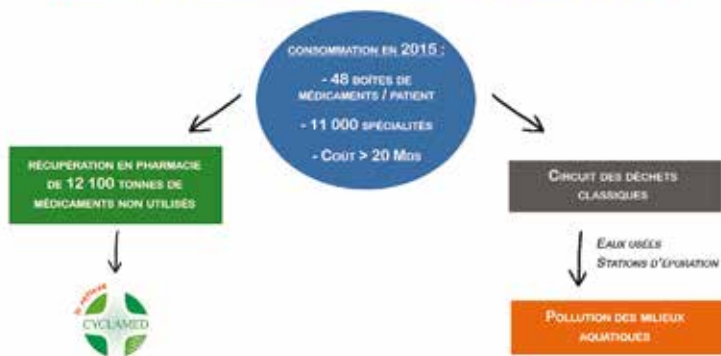 CONSOMMATION EN 2015 :
- 48 BOÎTES DE
MÉDICAMENTS / PATIENT
- 11 000 SPÉCIALITÉS
- COÛT > 20 MDS
RÉCUPÉRATION EN PHARMACIE
DE 12 100 TONNES DE
MÉDICAMENTS NON UTILISÉS
CIRCUIT DES DÉCHETS
CLASSIQUES
EAUX USÉES
STATIONS D'ÉPURATION
CYCLAMED
POLLUTION DES MILIEUX
AQUATIQUES